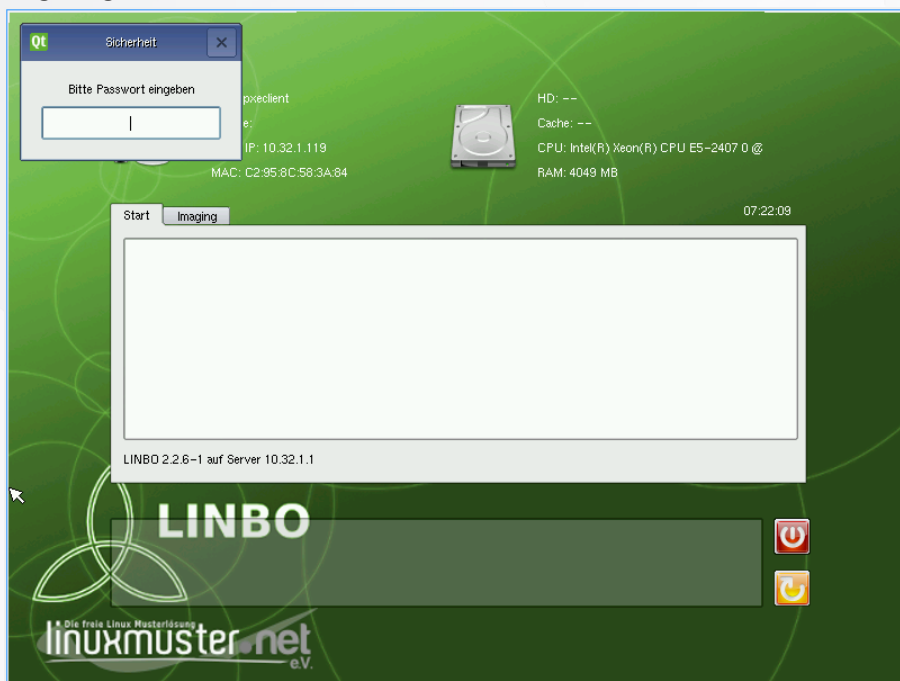 Sicherheit
Bitte Passwort eingeben
pxeclient
e:
IP: 10.32.1.119
MAC: C2:95:8C:58:3A:84
HD: --
Cache: --
CPU: Intel(R) Xeon(R) CPU E5-2407 0 @
RAM: 4049 MB
Start
Imaging
07:22:09
LINBO 2.2.6-1 auf Server 10.32.1.1
LINBO
Die freie Linux Musterlösung
linuxmuster.net
e.V.